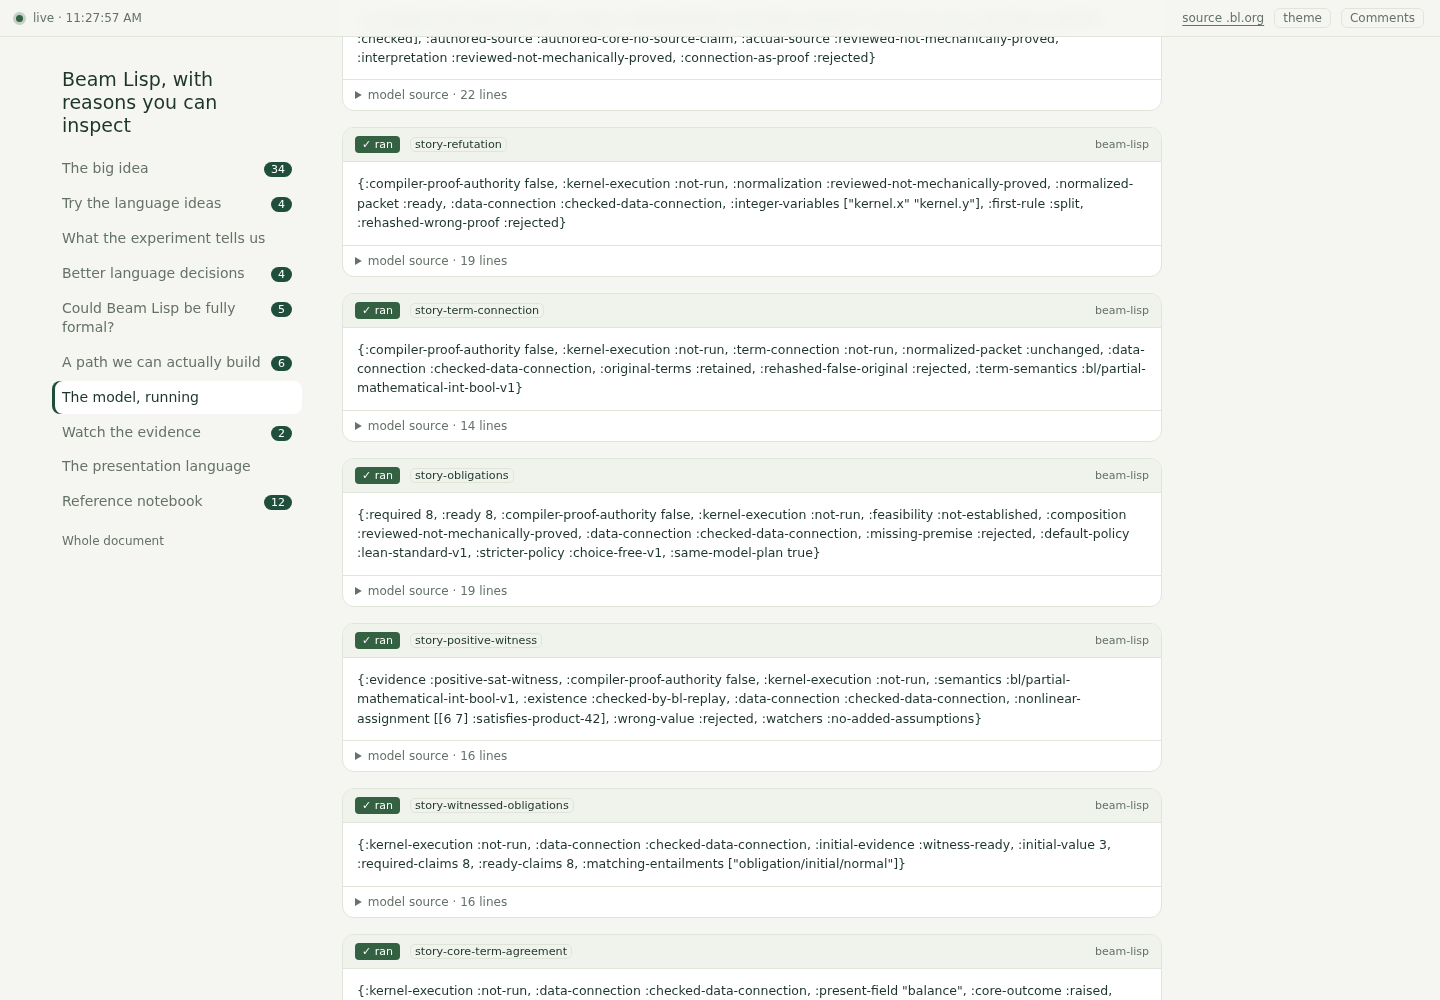 live · 11:27:57 AM
source .bl.org
theme
Comments
Beam Lisp, with
reasons you can
inspect
The big idea 34
Try the language ideas 4
What the experiment tells us
Better language decisions 4
Could Beam Lisp be fully 5
formal?
A path we can actually build 6
The model, running
Watch the evidence 2
The presentation language
Reference notebook 12
Whole document
:checked], :authored-source :authored-core-no-source-claim, :actual-source :reviewed-not-mechanically-proved,
:interpretation :reviewed-not-mechanically-proved, :connection-as-proof :rejected}
▶ model source · 22 lines
✓ ran story-refutation beam-lisp
{:compiler-proof-authority false, :kernel-execution :not-run, :normalization :reviewed-not-mechanically-proved, :normalized-
packet :ready, :data-connection :checked-data-connection, :integer-variables ["kernel.x" "kernel.y"], :first-rule :split,
:rehashed-wrong-proof :rejected}
▶ model source · 19 lines
✓ ran story-term-connection beam-lisp
{:compiler-proof-authority false, :kernel-execution :not-run, :term-connection :not-run, :normalized-packet :unchanged, :data-
connection :checked-data-connection, :original-terms :retained, :rehashed-false-original :rejected, :term-semantics :bl/partial-
mathematical-int-bool-v1}
▶ model source · 14 lines
✓ ran story-obligations beam-lisp
{:required 8, :ready 8, :compiler-proof-authority false, :kernel-execution :not-run, :feasibility :not-established, :composition
:reviewed-not-mechanically-proved, :data-connection :checked-data-connection, :missing-premise :rejected, :default-policy
:lean-standard-v1, :stricter-policy :choice-free-v1, :same-model-plan true}
▶ model source · 19 lines
✓ ran story-positive-witness beam-lisp
{:evidence :positive-sat-witness, :compiler-proof-authority false, :kernel-execution :not-run, :semantics :bl/partial-
mathematical-int-bool-v1, :existence :checked-by-bl-replay, :data-connection :checked-data-connection, :nonlinear-
assignment [[6 7] :satisfies-product-42], :wrong-value :rejected, :watchers :no-added-assumptions}
▶ model source · 16 lines
✓ ran story-witnessed-obligations beam-lisp
{:kernel-execution :not-run, :data-connection :checked-data-connection, :initial-evidence :witness-ready, :initial-value 3,
:required-claims 8, :ready-claims 8, :matching-entailments ["obligation/initial/normal"]}
▶ model source · 16 lines
✓ ran story-core-term-agreement beam-lisp
{:kernel-execution :not-run, :data-connection :checked-data-connection, :present-field "balance", :core-outcome :raised,